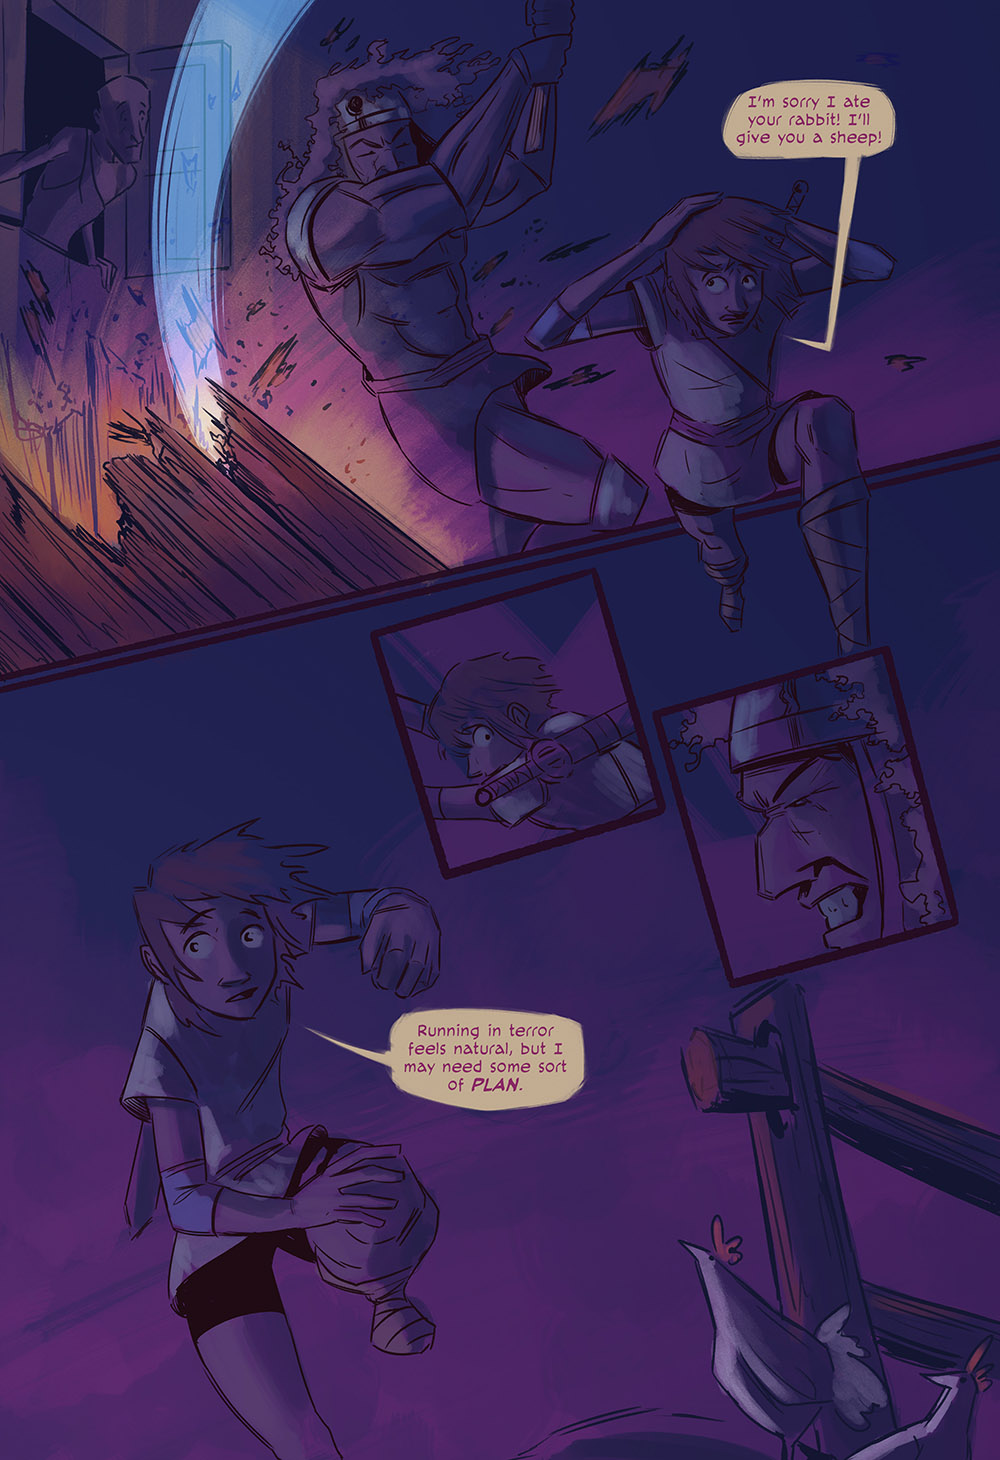 I'm sorry I ate
your rabbit! I'll
give you a sheep!
Running in terror
feels natural, but I
may need some sort
of PLAN.